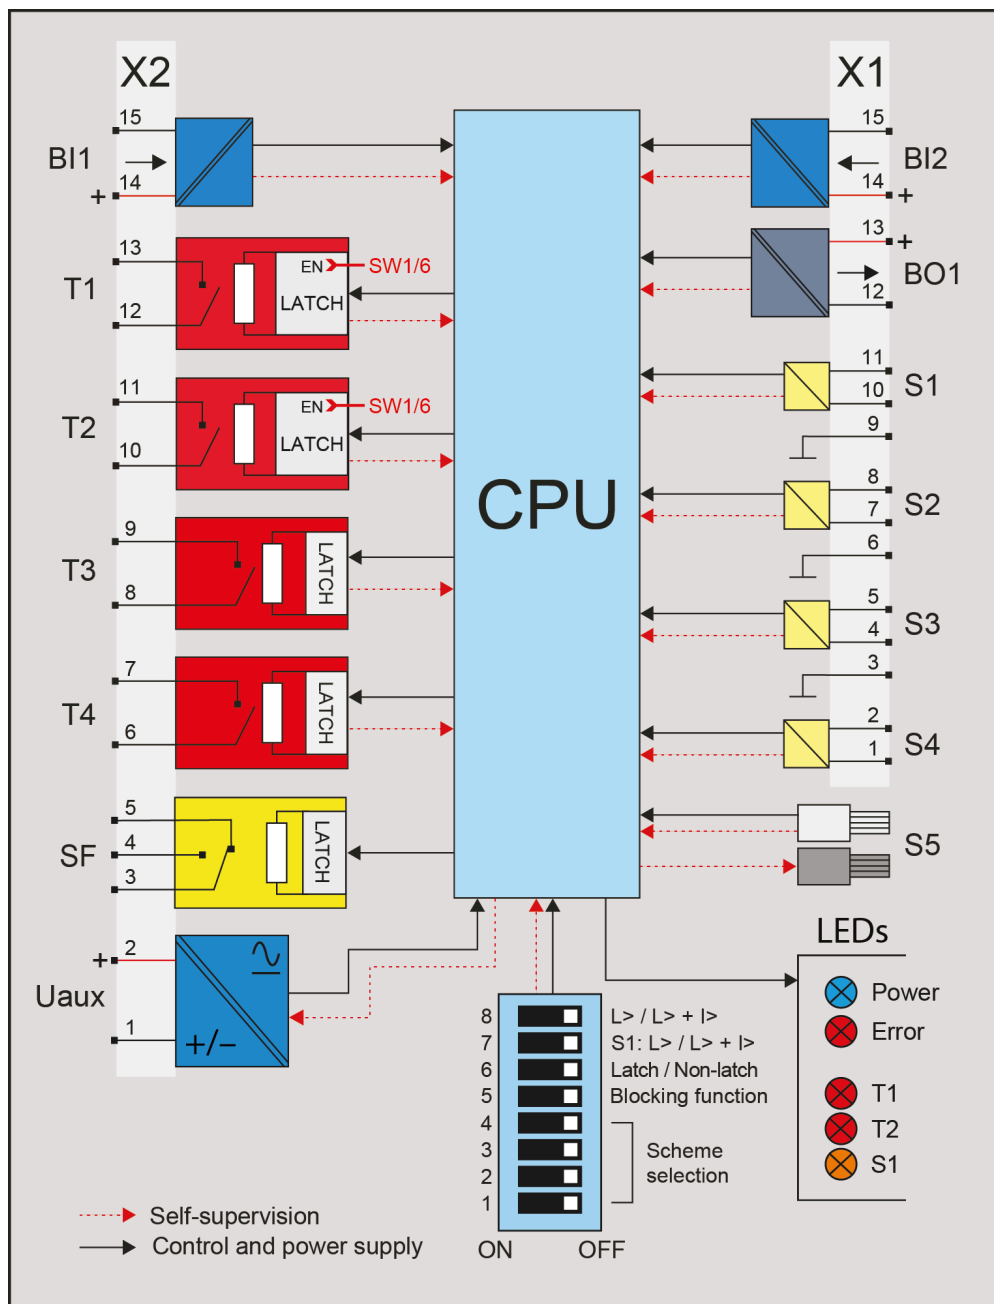 X2
X1
15
BI1
14
+
13
T1
12
EN
SW1/6
LATCH
11
T2
10
EN
SW1/6
LATCH
9
T3
8
LATCH
7
T4
6
LATCH
5
SF
4
3
LATCH
+
2
Uaux
1
+/−
CPU
15
BI2
14
+
13
+
BO1
12
11
S1
10
9
8
S2
7
6
5
S3
4
3
2
S4
1
S5
LEDs
Power
Error
T1
T2
S1
8 L> / L> + I>
7 S1: L> / L> + I>
6 Latch / Non-latch
5 Blocking function
4
3 Scheme
2 selection
1
ON OFF
Self-supervision
Control and power supply